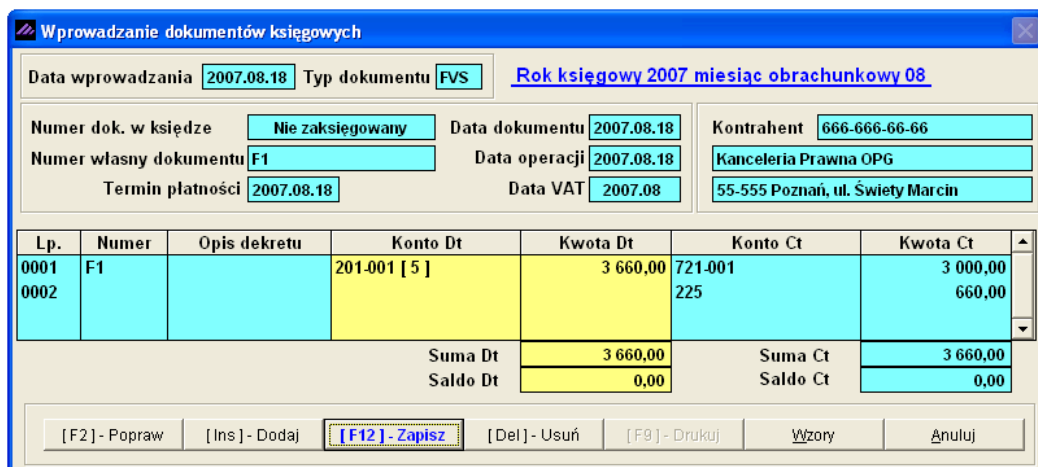 Wprowadzanie dokumentów księgowych
Data wprowadzania 2007.08.18 Typ dokumentu FVS Rok księgowy 2007 miesiąc obrachunkowy 08
Numer dok. w księdze Nie zaksięgowany Data dokumentu 2007.08.18 Kontrahent 666-666-66-66
Numer własny dokumentu F1 Data operacji 2007.08.18 Kanceleria Prawna OPG
Termin płatności 2007.08.18 Data VAT 2007.08 55-555 Poznań, ul. Świety Marcin
Lp. Numer Opis dekretu Konto Dt Kwota Dt Konto Ct Kwota Ct
0001 F1 201-001 [ 5 ] 3 660,00 721-001 3 000,00
0002 225 660,00
Suma Dt 3 660,00 Suma Ct 3 660,00
Saldo Dt 0,00 Saldo Ct 0,00
[ F2 ] - Popraw [ Ins ] - Dodaj [ F12 ] - Zapisz [ Del ] - Usuń [ F9 ] - Drukuj Wzory Anuluj